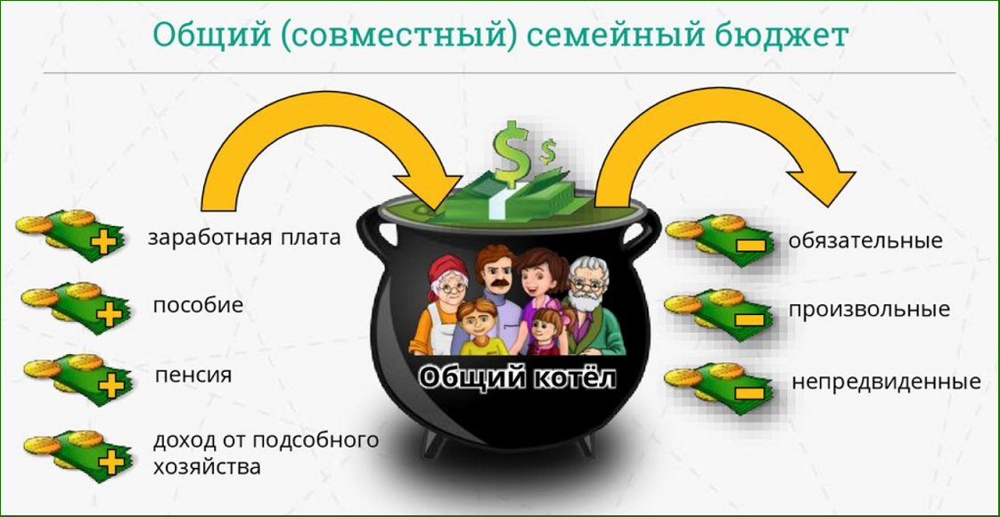 Общий (совместный) семейный бюджет
заработная плата
пособие
пенсия
доход от подсобного
хозяйства
Общий котёл
обязательные
произвольные
непредвиденные